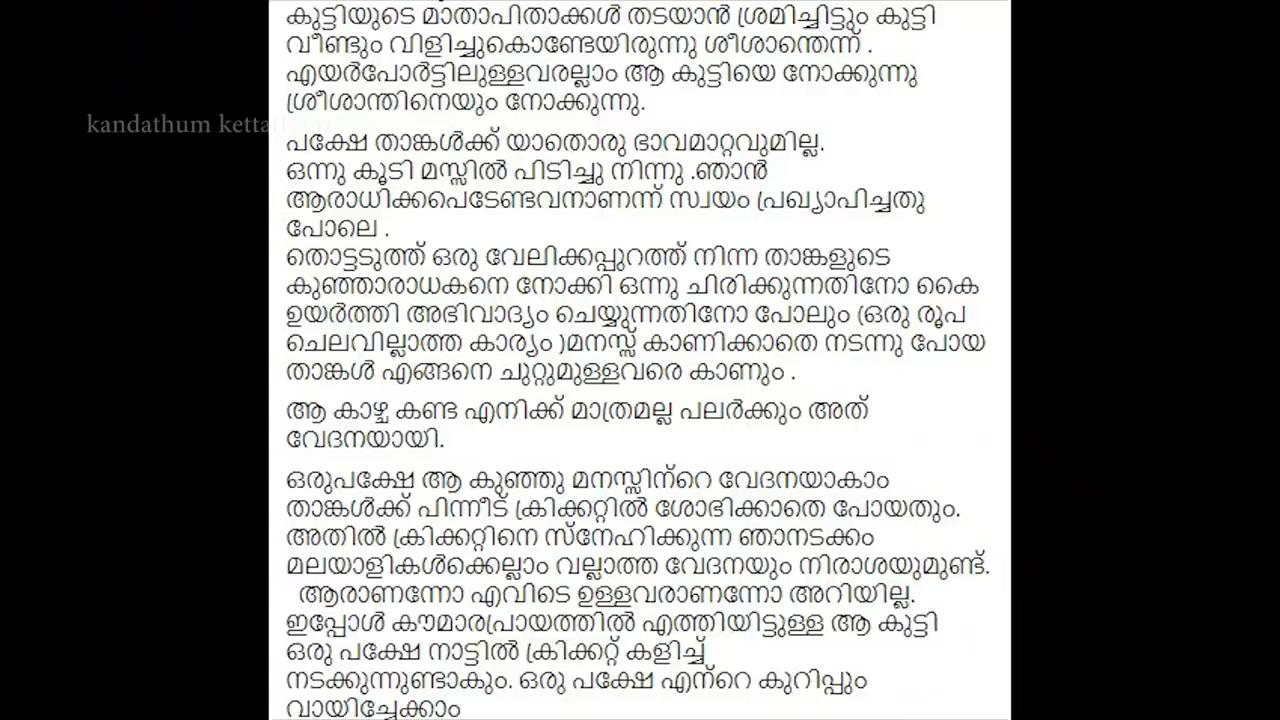 കുട്ടിയുടെ മാതാപിതാക്കൾ തടയാൻ ശ്രമിച്ചിട്ടും കുട്ടി
വീണ്ടും വിളിച്ചുകൊണ്ടേയിരുന്നു ശീശാന്തെന്ന് .
എയർപോർട്ടിലുള്ളവരല്ലാം ആ കുട്ടിയെ നോക്കുന്നു
ശ്രീശാന്തിനെയും നോക്കുന്നു.
kandathum
പക്ഷേ താങ്കൾക്ക് യാതൊരു ഭാവമാറ്റവുമില്ല.
ഒന്നു കൂടി മസ്സിൽ പിടിച്ചു നിന്നു .ഞാൻ
ആരാധിക്കപെടേണ്ടവനാണന്ന് സ്വയം പ്രഖ്യാപിച്ചതു
പോലെ .
തൊട്ടടുത്ത് ഒരു വേലിക്കപ്പുറത്ത് നിന്ന താങ്കളുടെ
കുഞ്ഞാരാധകനെ നോക്കി ഒന്നു ചിരിക്കുന്നതിനോ കൈ
ഉയർത്തി അഭിവാദ്യം ചെയ്യുന്നതിനോ പോലും (ഒരു രൂപ
ചെലവില്ലാത്ത കാര്യം )മനസ്സ് കാണിക്കാതെ നടന്നു പോയ
താങ്കൾ എങ്ങനെ ചുറ്റുമുള്ളവരെ കാണും .
ആ കാഴ്ച കണ്ട എനിക്ക് മാത്രമല്ല പലർക്കും അത്
വേദനയായി.
ഒരുപക്ഷേ ആ കുഞ്ഞു മനസ്സിന്റെ വേദനയാകാം
താങ്കൾക്ക് പിന്നീട് ക്രിക്കറ്റിൽ ശോഭിക്കാതെ പോയതും.
അതിൽ ക്രിക്കറ്റിനെ സ്നേഹിക്കുന്ന ഞാനടക്കം
മലയാളികൾക്കെല്ലാം വല്ലാത്ത വേദനയും നിരാശയുമുണ്ട്.
ആരാണന്നോ എവിടെ ഉള്ളവരാണന്നോ അറിയില്ല.
ഇപ്പോൾ കൗമാരപ്രായത്തിൽ എത്തിയിട്ടുള്ള ആ കുട്ടി
ഒരു പക്ഷേ നാട്ടിൽ ക്രിക്കറ്റ് കളിച്ച്
നടക്കുന്നുണ്ടാകും. ഒരു പക്ഷേ എന്റെ കുറിപ്പും
വായിച്ചേക്കാം